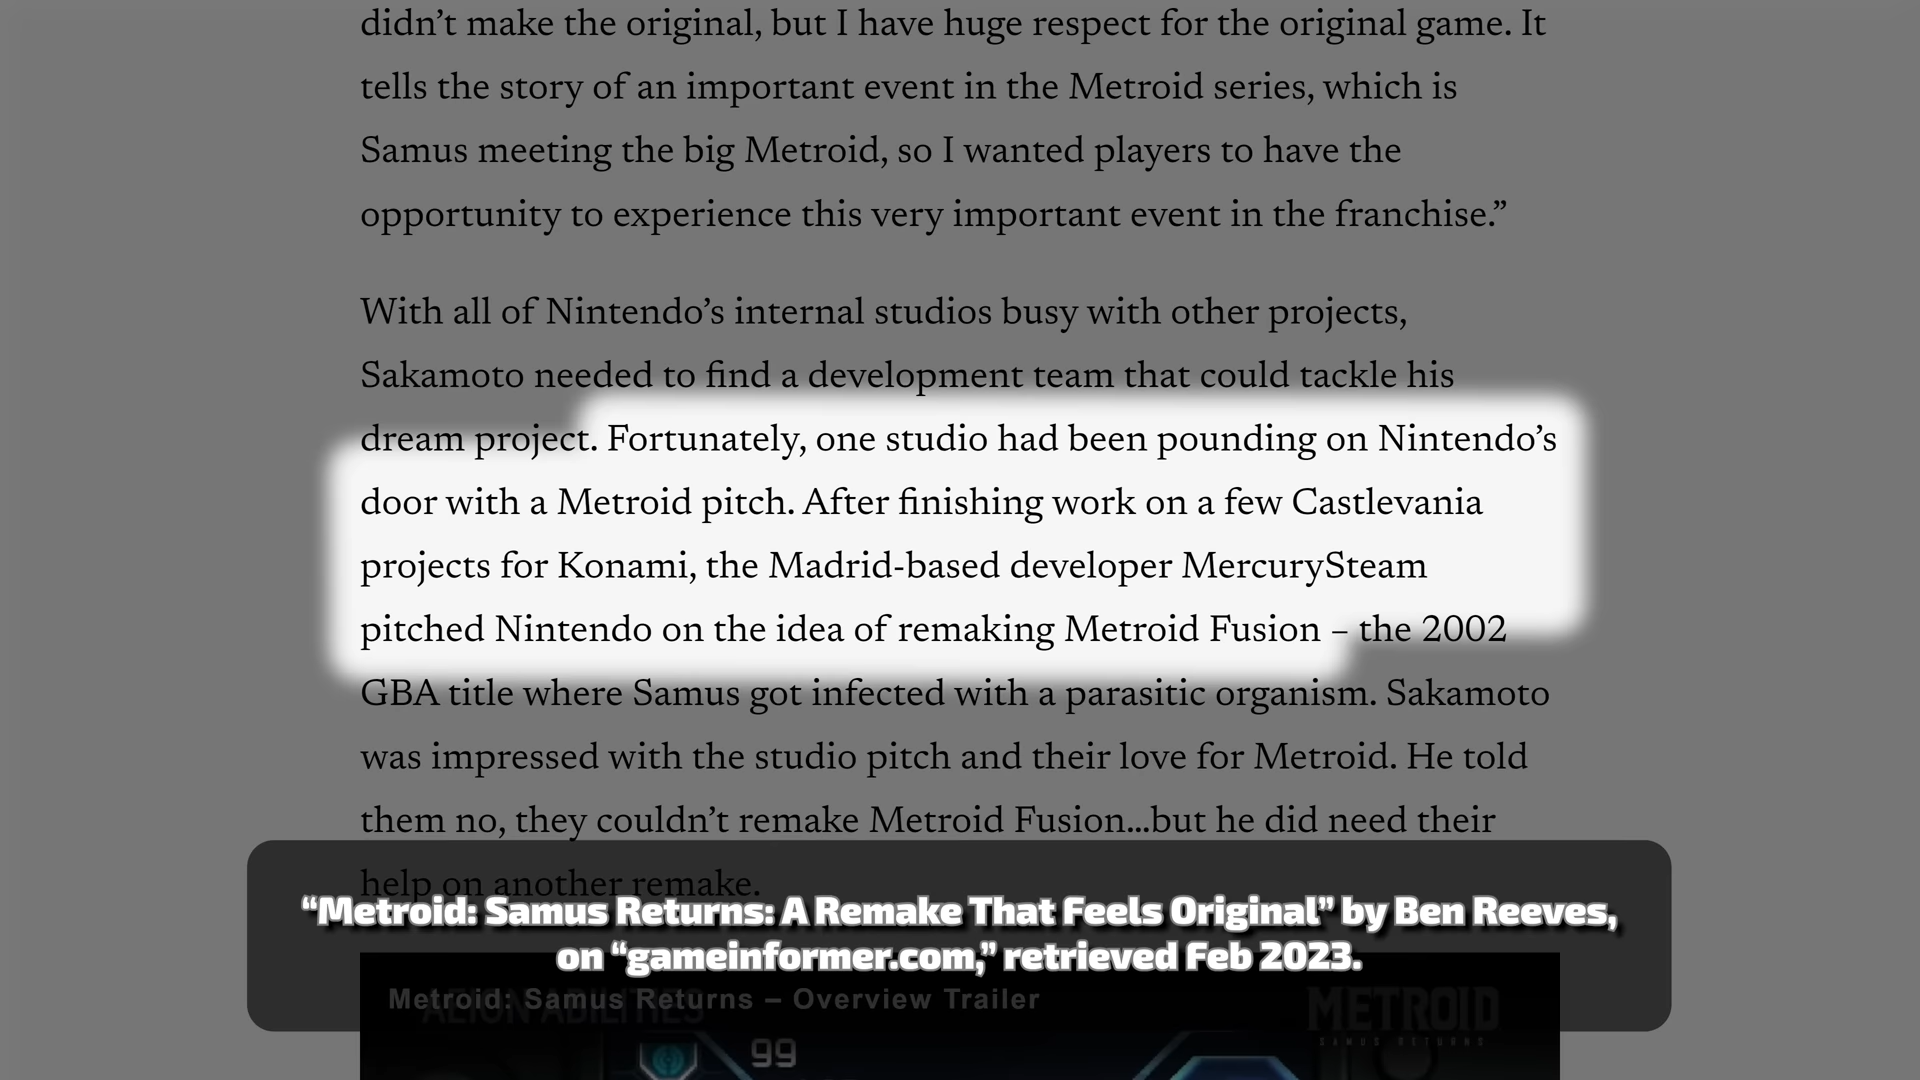 didn’t make the original, but I have huge respect for the original game. It
tells the story of an important event in the Metroid series, which is
Samus meeting the big Metroid, so I wanted players to have the
opportunity to experience this very important event in the franchise.”
With all of Nintendo’s internal studios busy with other projects,
Sakamoto needed to find a development team that could tackle his
dream project. Fortunately, one studio had been pounding on Nintendo’s
door with a Metroid pitch. After finishing work on a few Castlevania
projects for Konami, the Madrid-based developer MercurySteam
pitched Nintendo on the idea of remaking Metroid Fusion – the 2002
GBA title where Samus got infected with a parasitic organism. Sakamoto
was impressed with the studio pitch and their love for Metroid. He told
them no, they couldn’t remake Metroid Fusion...but he did need their
help on another remake.
“Metroid: Samus Returns: A Remake That Feels Original” by Ben Reeves,
on “gameinformer.com,” retrieved Feb 2023.
Metroid: Samus Returns – Overview Trailer
AEION ABILITIES
METROID
SAMUS RETURNS
99